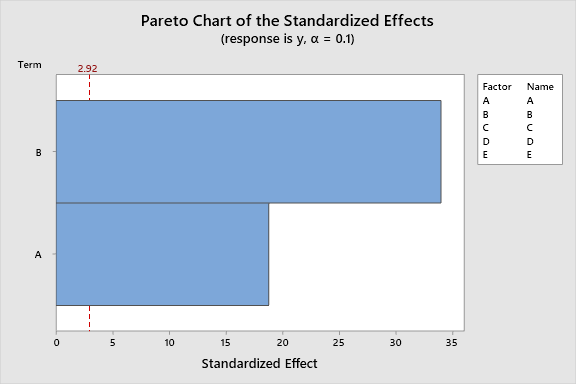 Pareto Chart of the Standardized Effects
(response is y, α = 0.1)
Term
2.92
B
A
0 5 10 15 20 25 30 35
Standardized Effect
Factor Name
A A
B B
C C
D D
E E